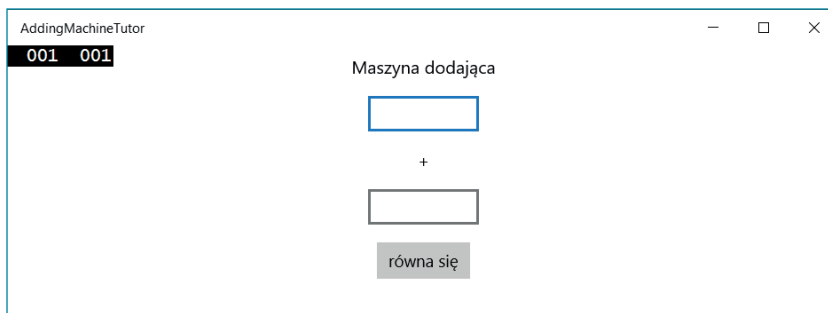 AddingMachineTutor
001 001
Maszyna dodająca
+
równa się